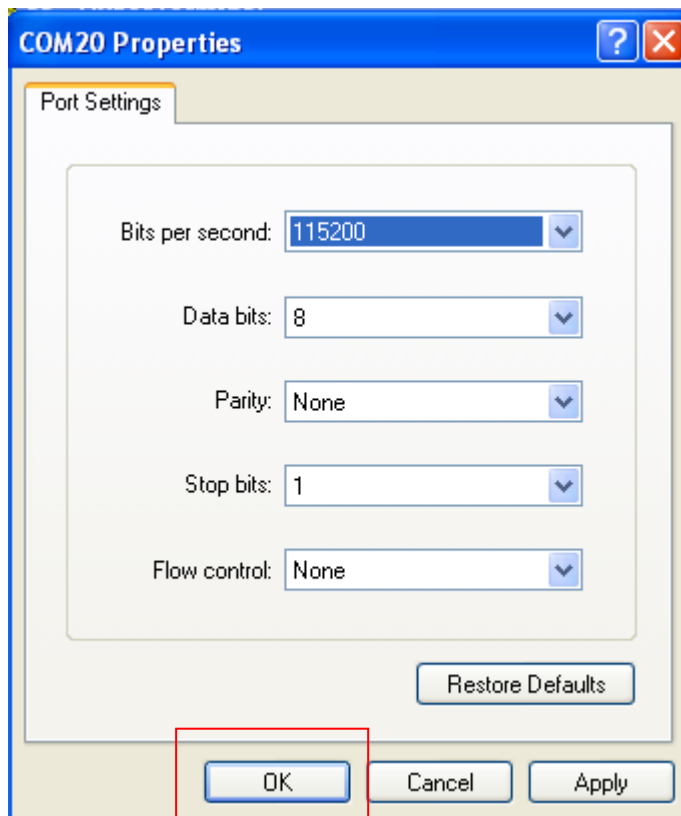 COM20 Properties
Port Settings
Bits per second: 115200
Data bits: 8
Parity: None
Stop bits: 1
Flow control: None
Restore Defaults
OK Cancel Apply